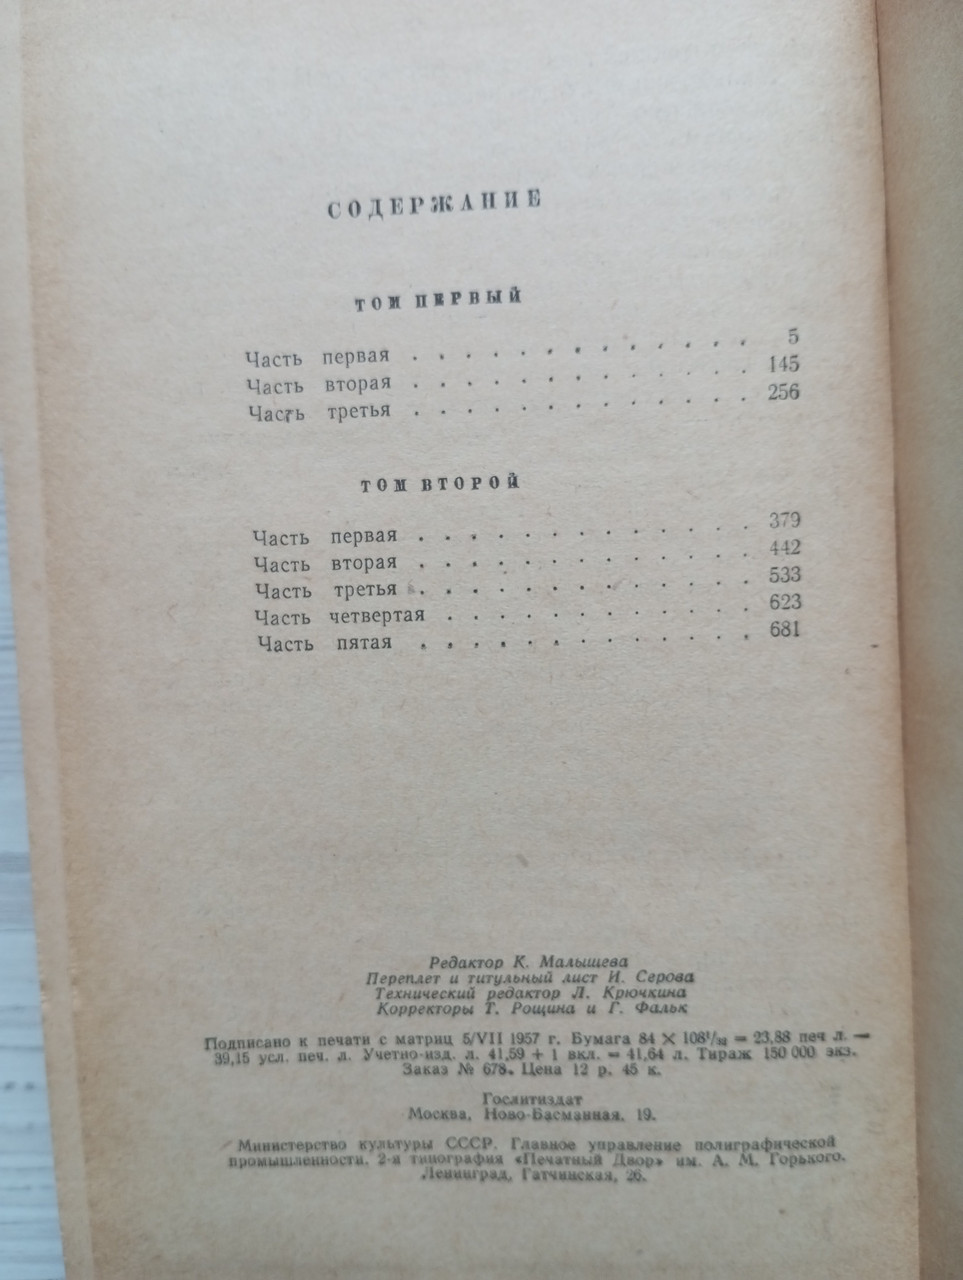 СОДЕРЖАНИЕ
ТОМ ПЕРВЫЙ
Часть первая . . . . . . . . . . . . . 5
Часть вторая . . . . . . . . . . . . . 145
Часть третья . . . . . . . . . . . . . 256
ТОМ ВТОРОЙ
Часть первая . . . . . . . . . . . . . 379
Часть вторая . . . . . . . . . . . . . 442
Часть третья . . . . . . . . . . . . . 533
Часть четвертая . . . . . . . . . . . . 623
Часть пятая . . . . . . . . . . . . . 681
Редактор К. Малышева
Переплет и титульный лист И. Серова
Технический редактор Л. Крючкина
Корректоры Т. Рощина и Г. Фальк
Подписано к печати с матриц 5/VII 1957 г. Бумага 84 × 108¹/₃₂ = 23,88 печ л. —
39,15 усл. печ. л. Учетно-изд. л. 41,59 + 1 вкл. = 41,64 л. Тираж 150 000 экз.
Заказ № 678. Цена 12 р. 45 к.
Гослитиздат
Москва, Ново-Басманная, 19.
Министерство культуры СССР. Главное управление полиграфической
промышленности. 2-я типография «Печатный Двор» им. А. М. Горького.
Ленинград, Гатчинская, 26.